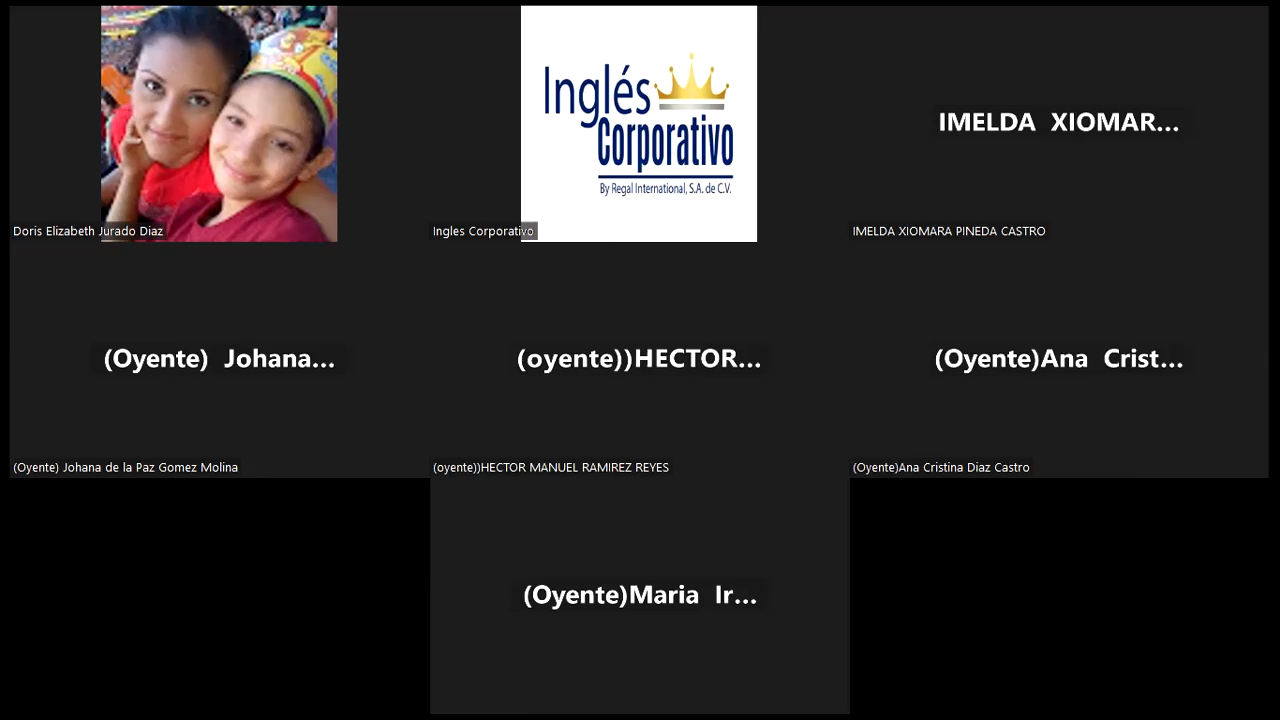 Doris Elizabeth Jurado Diaz
Inglés
Corporativo
By Regal International, S.A. de C.V.
Ingles Corporativo
IMELDA XIOMAR...
IMELDA XIOMARA PINEDA CASTRO
(Oyente) Johana...
(Oyente) Johana de la Paz Gomez Molina
(oyente))HECTOR...
(oyente))HECTOR MANUEL RAMIREZ REYES
(Oyente)Ana Crist...
(Oyente)Ana Cristina Diaz Castro
(Oyente)Maria Ir...